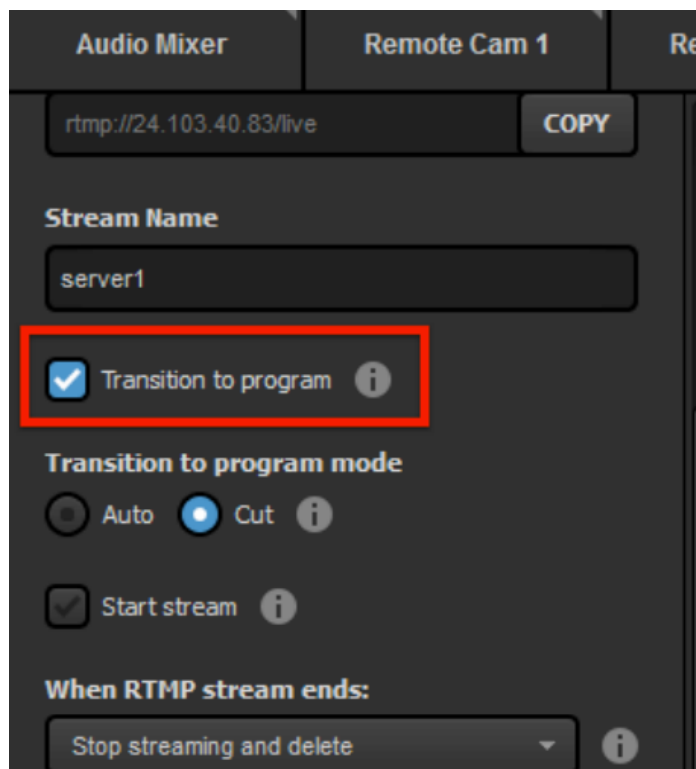 Audio Mixer
Remote Cam 1
Re
rtmp://24.103.40.83/live
COPY
Stream Name
server1
Transition to program
Transition to program mode
Auto
Cut
Start stream
When RTMP stream ends:
Stop streaming and delete